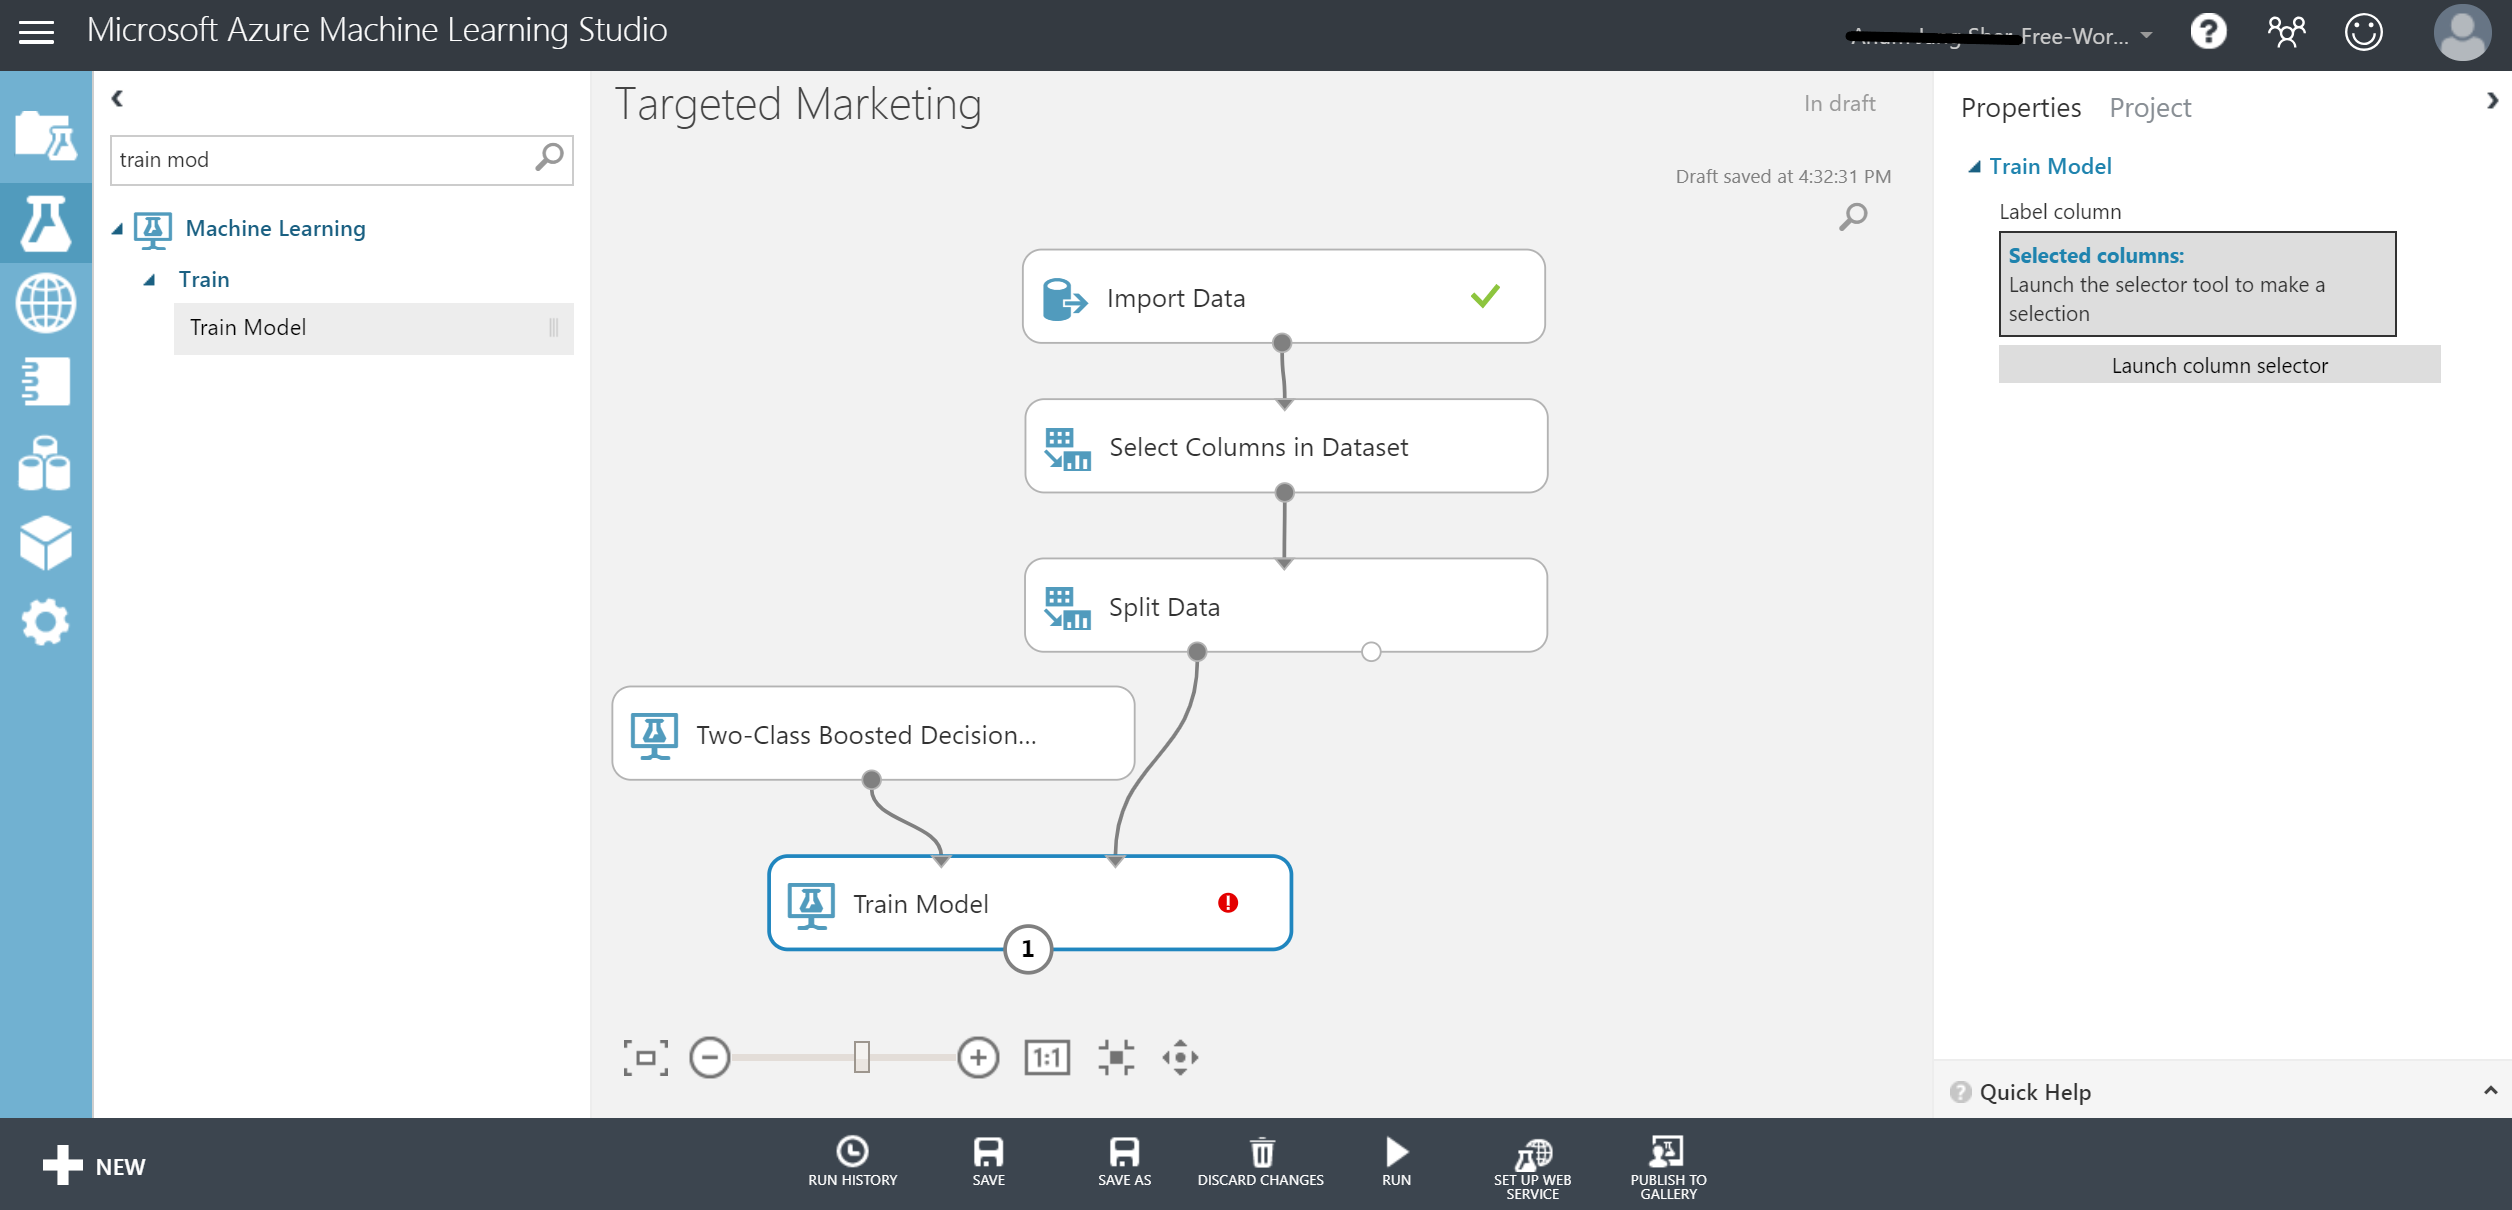 Microsoft Azure Machine Learning Studio
Free-Wor...
train mod
Machine Learning
Train
Train Model
Targeted Marketing
In draft
Draft saved at 4:32:31 PM
Import Data
Select Columns in Dataset
Split Data
Two-Class Boosted Decision...
Train Model
1
1:1
Properties Project
Train Model
Label column
Selected columns:
Launch the selector tool to make a
selection
Launch column selector
Quick Help
NEW
RUN HISTORY
SAVE
SAVE AS
DISCARD CHANGES
RUN
SET UP WEB
SERVICE
PUBLISH TO
GALLERY